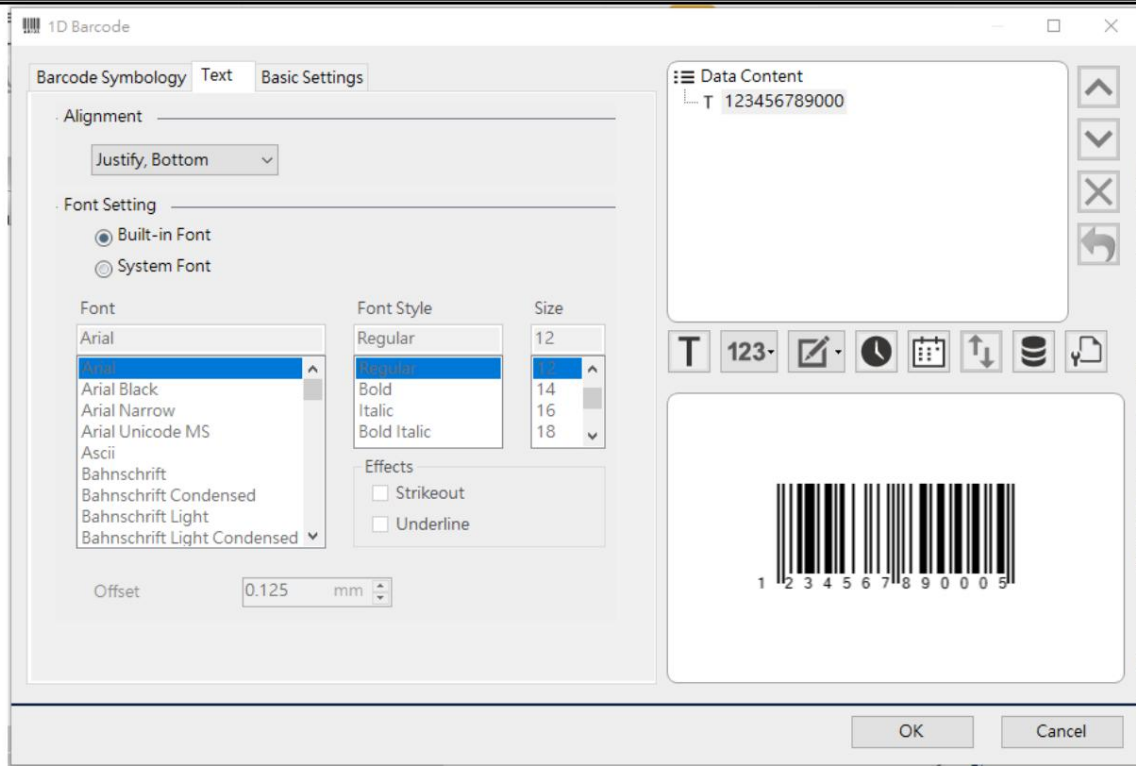 1D Barcode
Barcode Symbology Text Basic Settings
Alignment
Justify, Bottom
Font Setting
Built-in Font
System Font
Font Font Style Size
Arial Regular 12
Arial Regular 12
Arial Black Bold 14
Arial Narrow Italic 16
Arial Unicode MS Bold Italic 18
Ascii
Bahnschrift
Bahnschrift Condensed
Bahnschrift Light
Bahnschrift Light Condensed
Effects
Strikeout
Underline
Offset 0.125 mm
Data Content
T 123456789000
T 123
1 2 3 4 5 6 7 8 9 0 0 0 5
OK Cancel